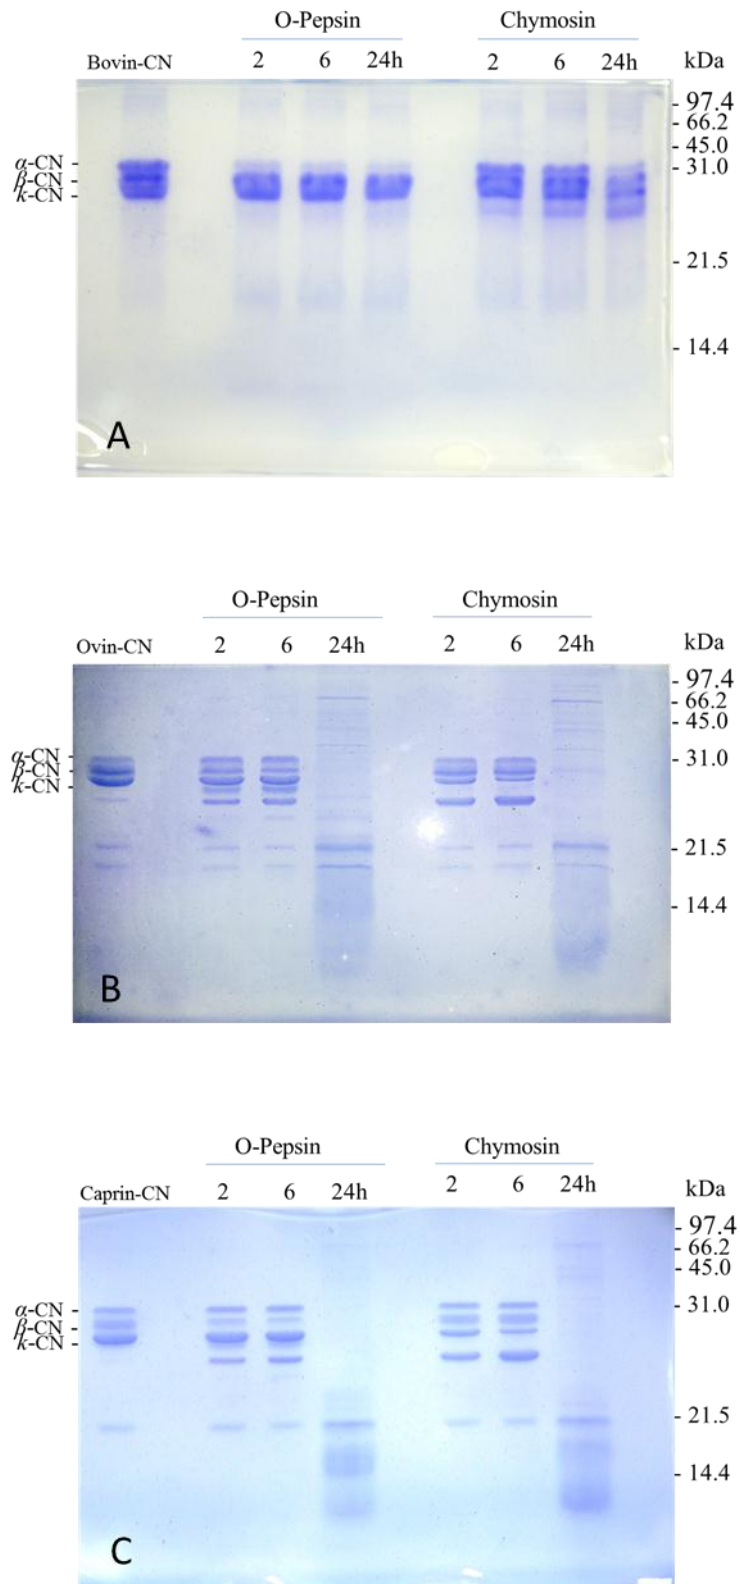 O-Pepsin Chymosin
Bovin-CN 2 6 24h 2 6 24h kDa
- 97.4
- 66.2
- 45.0
- 31.0
α-CN -
β-CN -
k-CN -
- 21.5
- 14.4
A
O-Pepsin Chymosin
Ovin-CN 2 6 24h 2 6 24h kDa
- 97.4
- 66.2
- 45.0
α-CN - - 31.0
β-CN -
k-CN -
- 21.5
- 14.4
B
O-Pepsin Chymosin
Caprin-CN 2 6 24h 2 6 24h kDa
- 97.4
- 66.2
- 45.0
α-CN - - 31.0
β-CN -
k-CN -
- 21.5
- 14.4
C